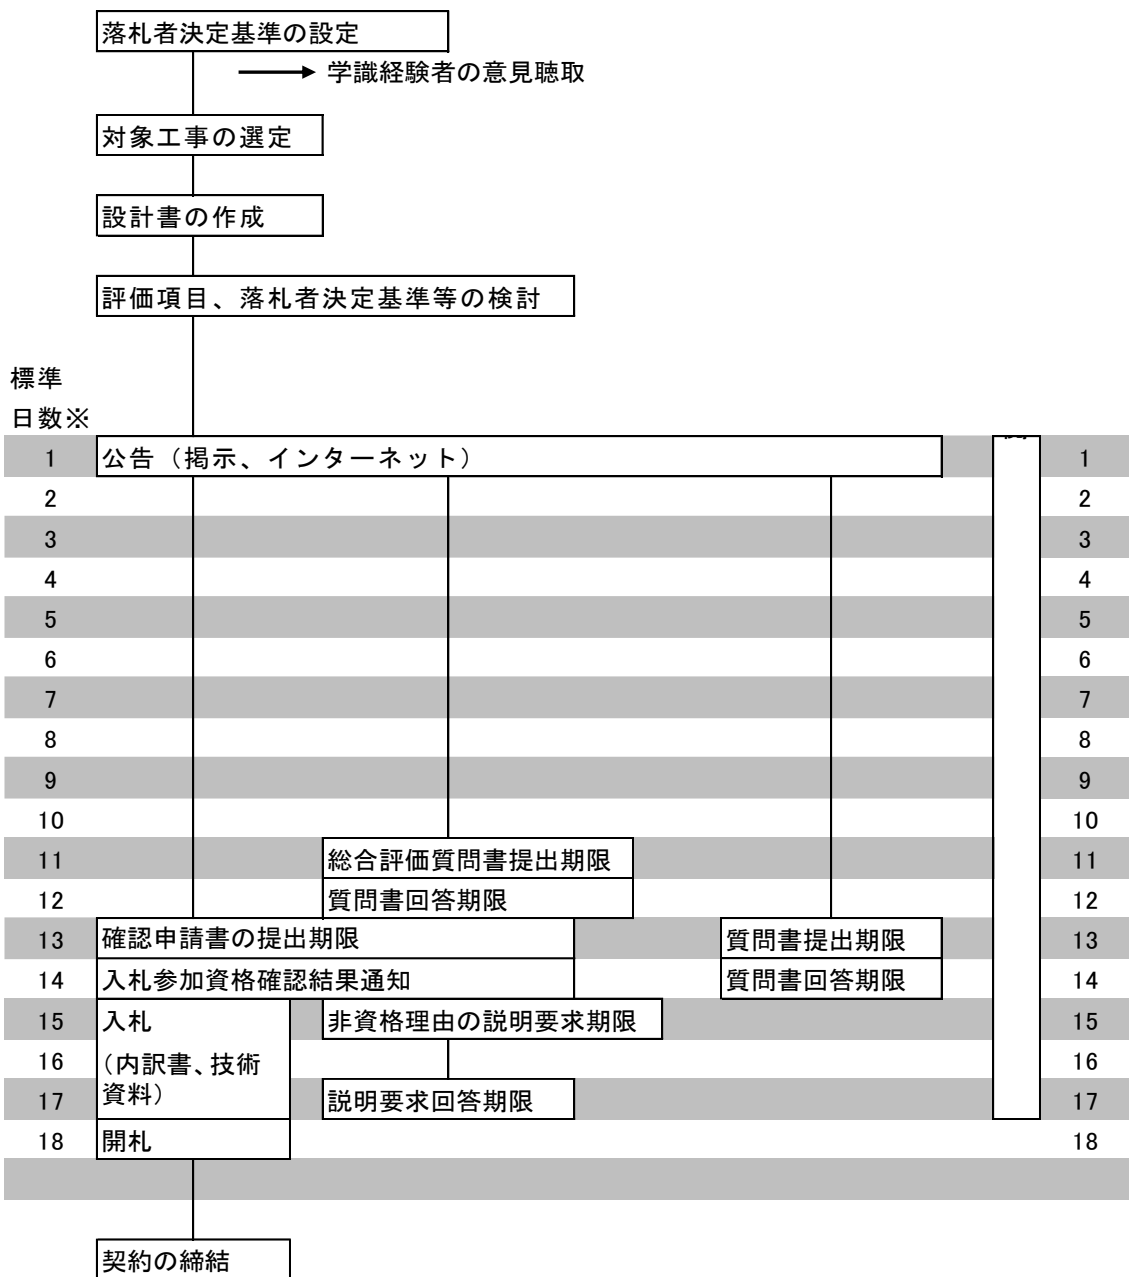 落札者決定基準の設定
学識経験者の意見聴取
対象工事の選定
設計書の作成
評価項目、落札者決定基準等の検討
標準
日数※
1 公告（掲示、インターネット） 1
2 2
3 3
4 4
5 5
6 6
7 7
8 8
9 9
10 10
11 総合評価質問書提出期限 11
12 質問書回答期限 12
13 確認申請書の提出期限 質問書提出期限 13
14 入札参加資格確認結果通知 質問書回答期限 14
15 入札 非資格理由の説明要求期限 15
16 （内訳書、技術 16
17 資料） 説明要求回答期限 17
18 開札 18
契約の締結